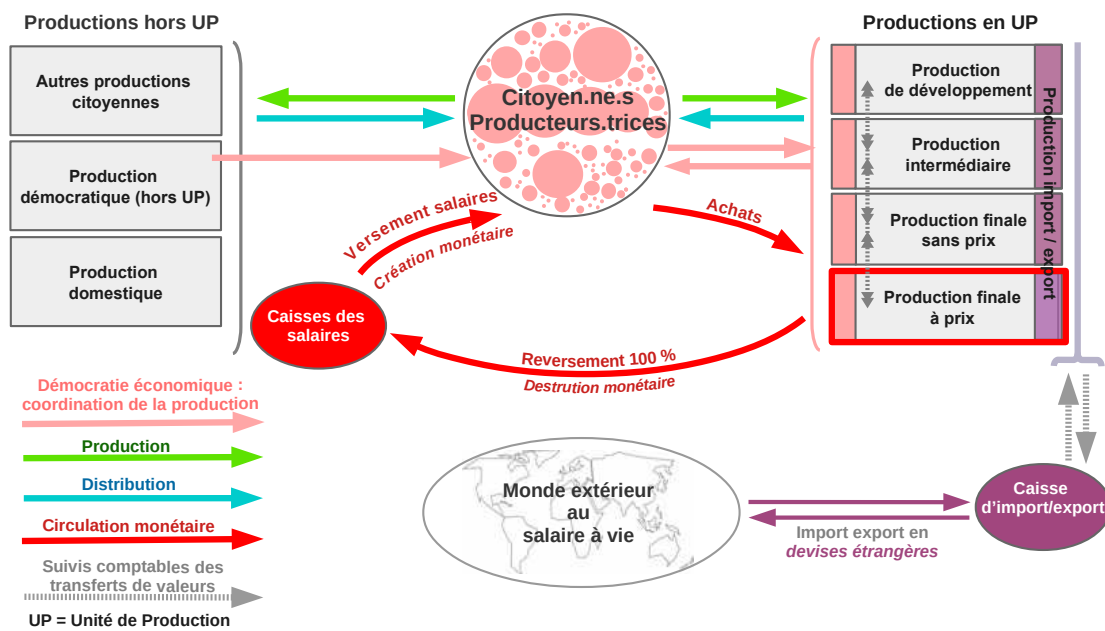 Productions hors UP
Autres productions
citoyennes
Production
démocratique (hors UP)
Production
domestique
Citoyen.ne.s
Producteurs.trices
Productions en UP
Production
de développement
Production
intermédiaire
Production finale
sans prix
Production finale
à prix
Production import / export
Versement salaires
Création monétaire
Achats
Caisses des
salaires
Reversement 100 %
Destrution monétaire
Démocratie économique :
coordination de la production
Production
Distribution
Circulation monétaire
Suivis comptables des
transferts de valeurs
UP = Unité de Production
Monde extérieur
au
salaire à vie
Import export en
devises étrangères
Caisse
d'import/export